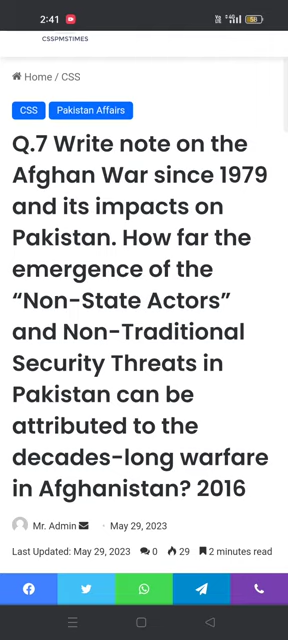 2:41
58
CSSPMSTIMES
Home / CSS
CSS Pakistan Affairs
Q.7 Write note on the
Afghan War since 1979
and its impacts on
Pakistan. How far the
emergence of the
“Non-State Actors”
and Non-Traditional
Security Threats in
Pakistan can be
attributed to the
decades-long warfare
in Afghanistan? 2016
Mr. Admin May 29, 2023
Last Updated: May 29, 2023 0 29 2 minutes read